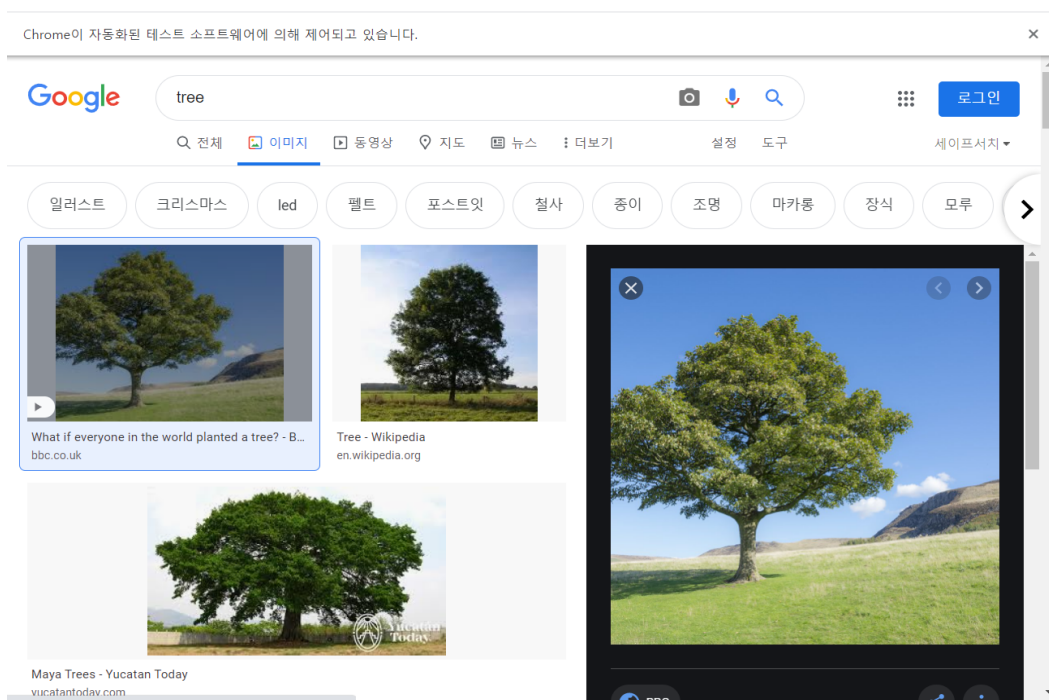 Chrome이 자동화된 테스트 소프트웨어에 의해 제어되고 있습니다.
Google
tree
로그인
전체 이미지 동영상 지도 뉴스 더보기 설정 도구 세이프서치
일러스트 크리스마스 led 펠트 포스트잇 철사 종이 조명 마카롱 장식 모루
What if everyone in the world planted a tree? - B...
bbc.co.uk
Tree - Wikipedia
en.wikipedia.org
Yucatán
Today.
Maya Trees - Yucatan Today
yucatantoday.com
BBC